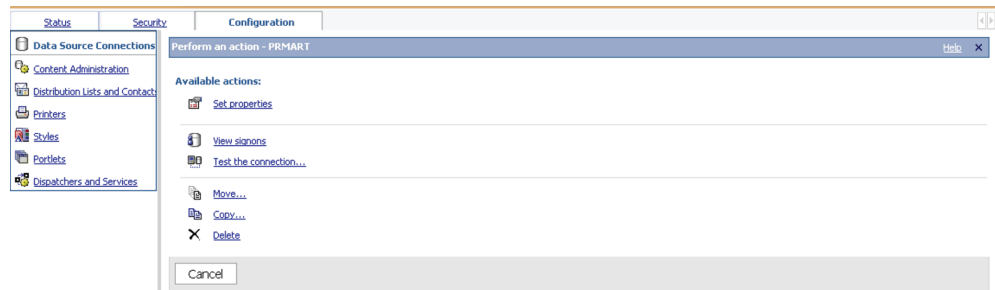 Status Security Configuration
Data Source Connections
Content Administration
Distribution Lists and Contacts
Printers
Styles
Portlets
Dispatchers and Services
Perform an action - PRMART Help
Available actions:
Set properties
View signons
Test the connection...
Move...
Copy...
Delete
Cancel